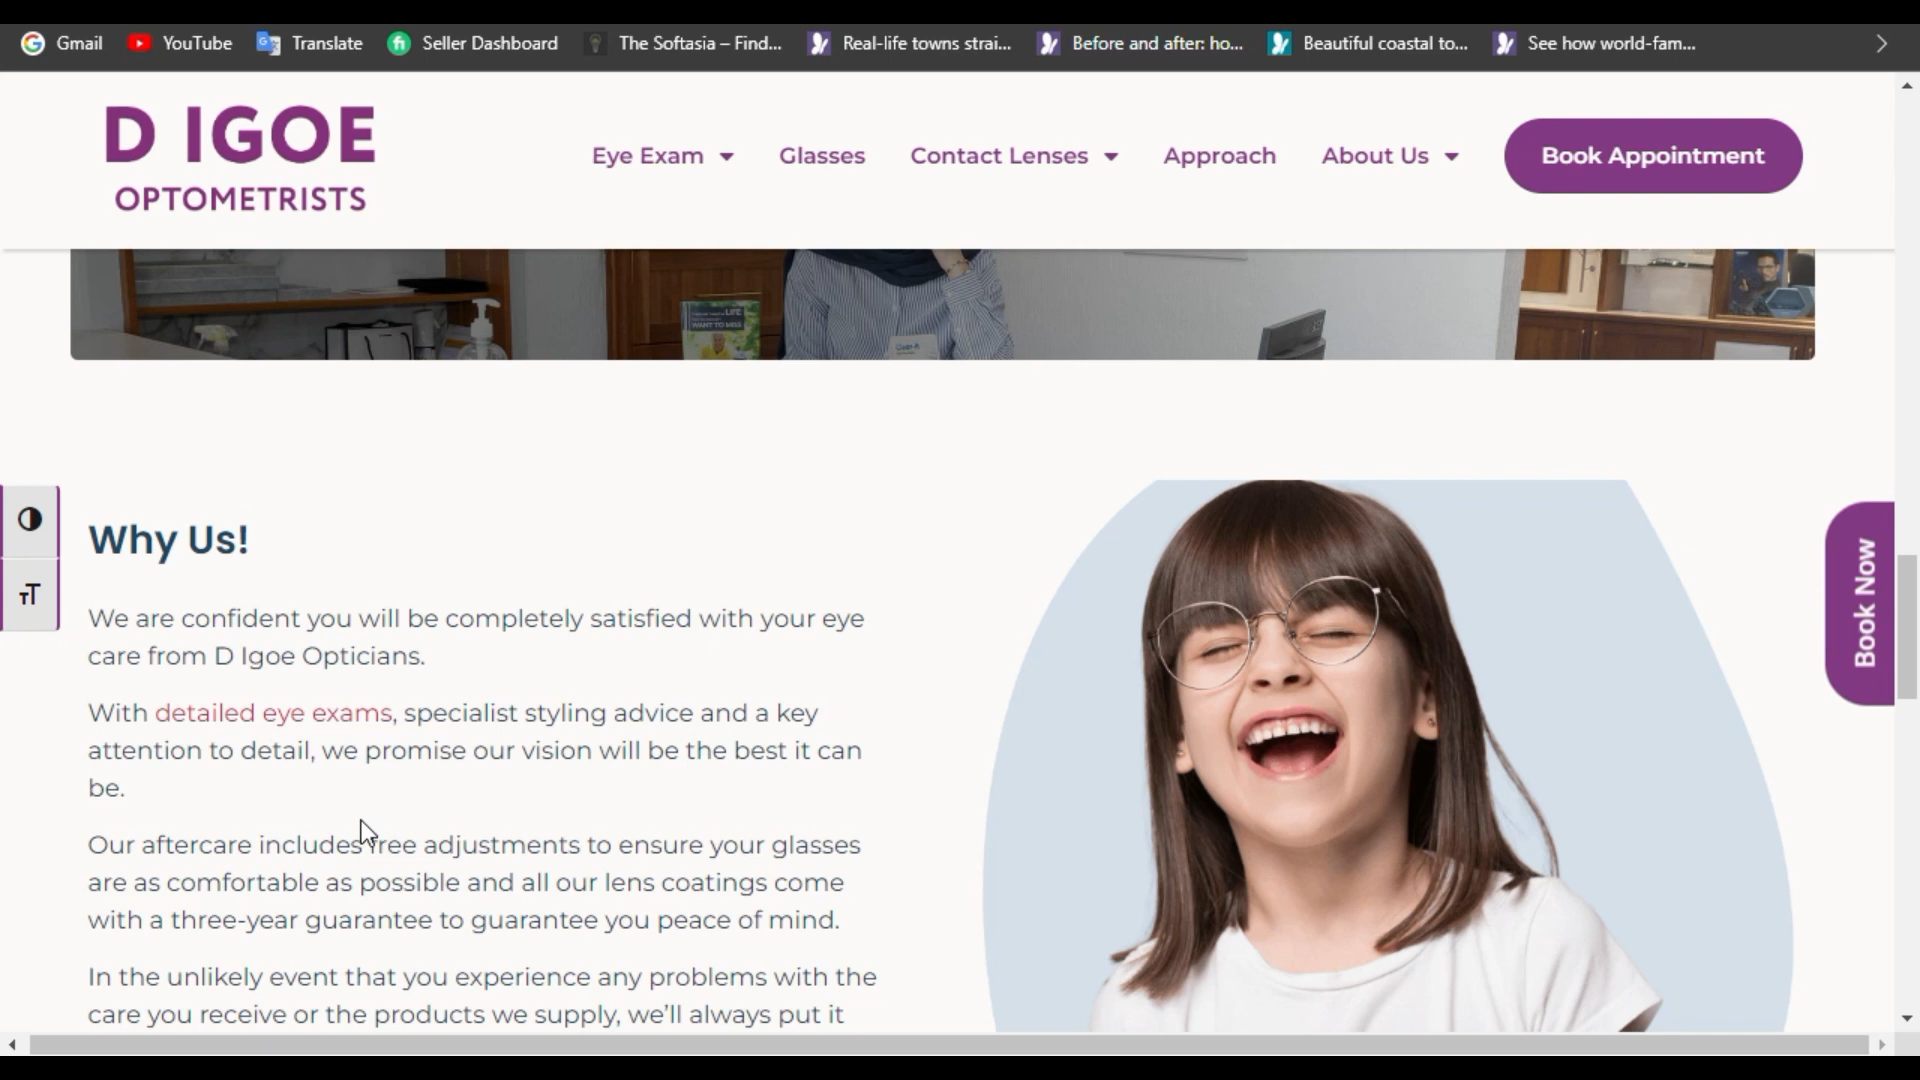 Gmail YouTube Translate Seller Dashboard The Softasia – Find... Real-life towns strai... Before and after: ho... Beautiful coastal to... See how world-fam...
D IGOE
OPTOMETRISTS
Eye Exam Glasses Contact Lenses Approach About Us Book Appointment
LIFE
WANT TO MISS
Why Us!
We are confident you will be completely satisfied with your eye
care from D Igoe Opticians.
With detailed eye exams, specialist styling advice and a key
attention to detail, we promise our vision will be the best it can
be.
Our aftercare includes free adjustments to ensure your glasses
are as comfortable as possible and all our lens coatings come
with a three-year guarantee to guarantee you peace of mind.
In the unlikely event that you experience any problems with the
care you receive or the products we supply, we'll always put it
Book Now